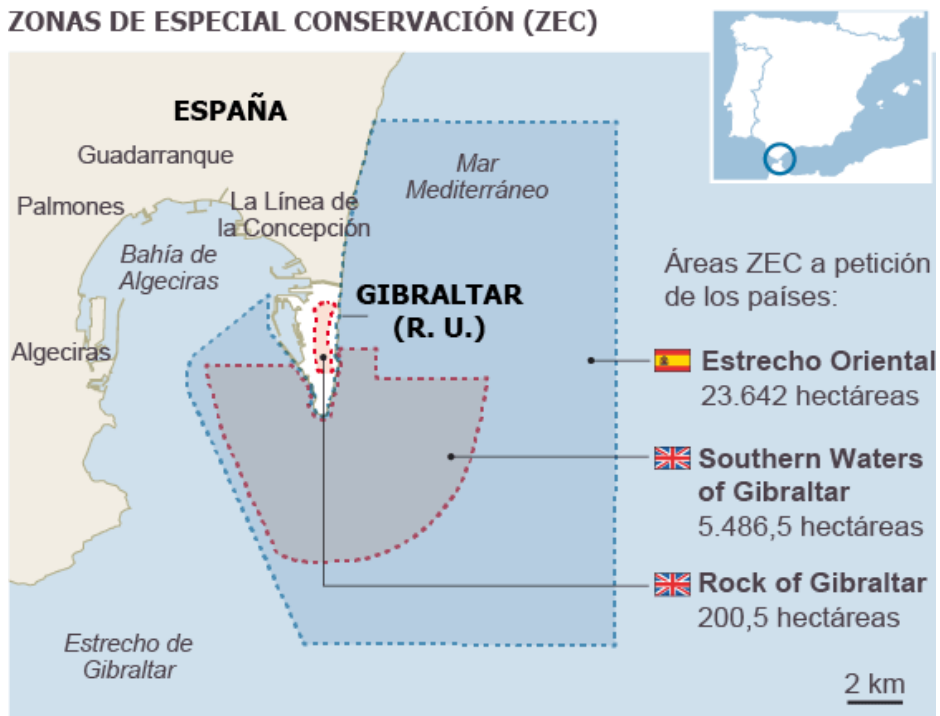 ZONAS DE ESPECIAL CONSERVACIÓN (ZEC)
ESPAÑA
Guadarranque
Palmones
La Línea de
la Concepción
Bahía de
Algeciras
Algeciras
Mar
Mediterráneo
GIBRALTAR
(R. U.)
Estrecho de
Gibraltar
Áreas ZEC a petición
de los países:
Estrecho Oriental
23.642 hectáreas
Southern Waters
of Gibraltar
5.486,5 hectáreas
Rock of Gibraltar
200,5 hectáreas
2 km